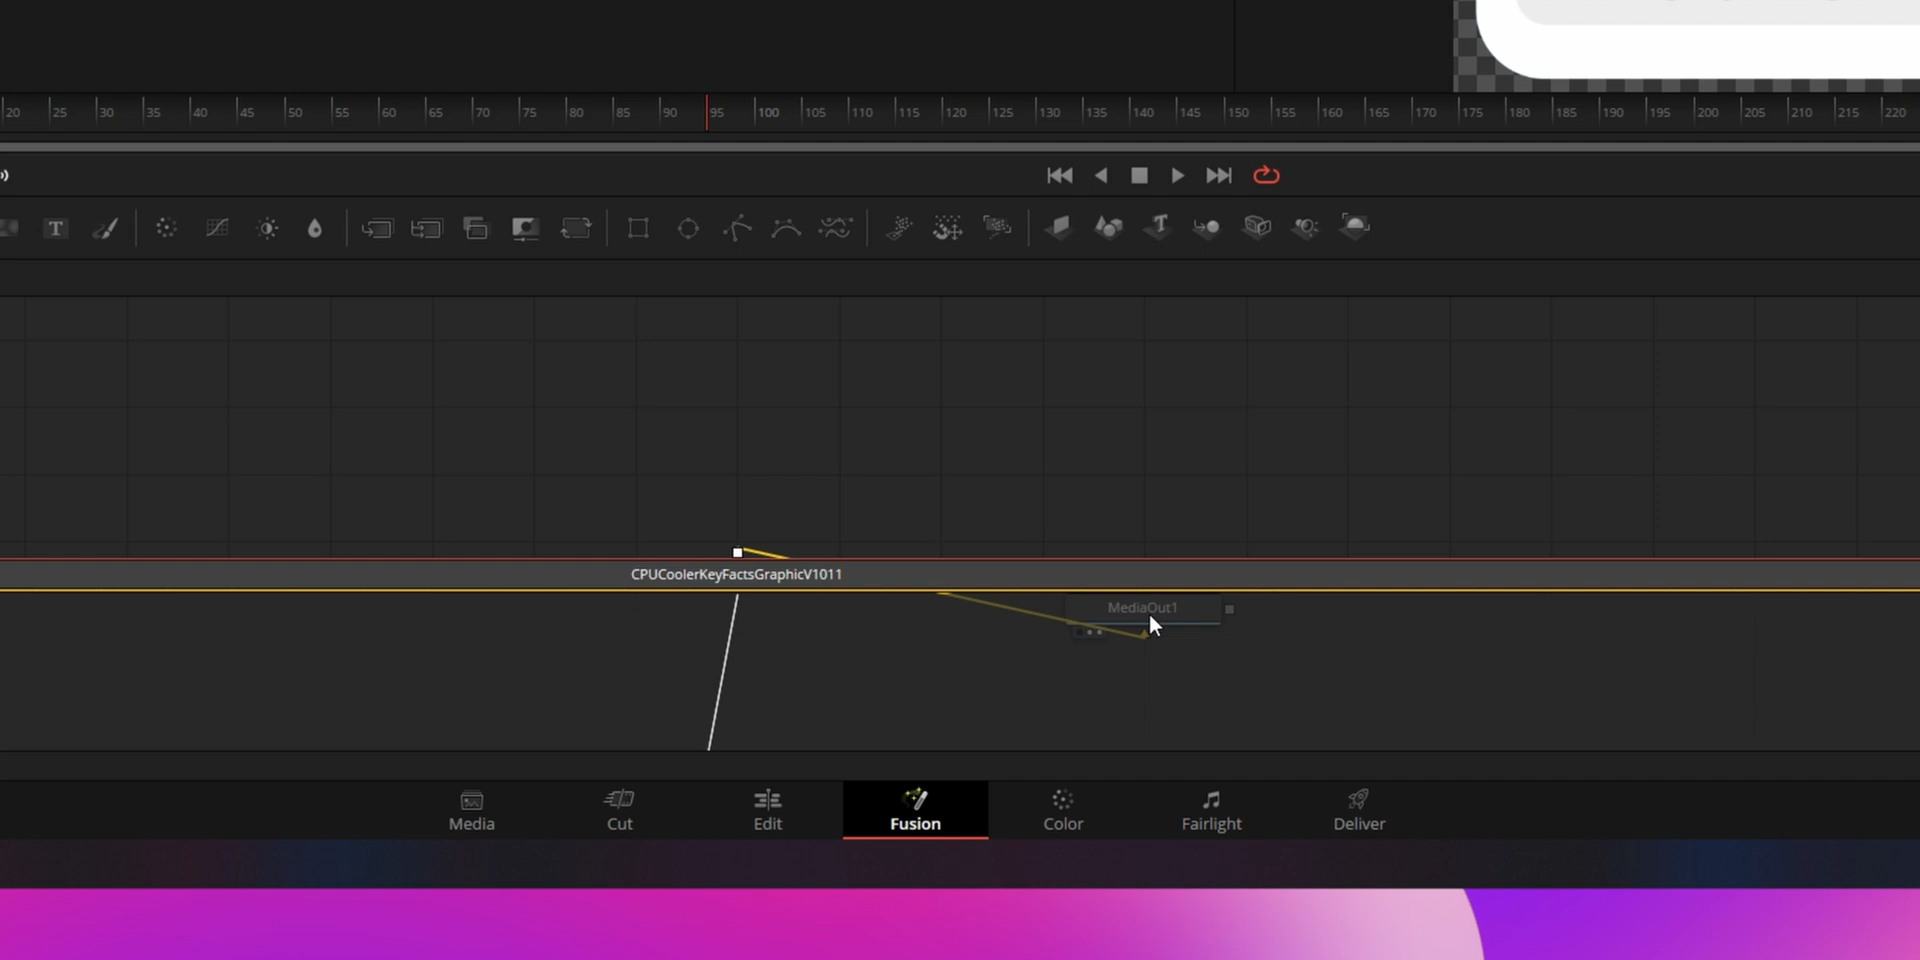 20 25 30 35 40 45 50 55 60 65 70 75 80 85 90 95 100 105 110 115 120 125 130 135 140 145 150 155 160 165 170 175 180 185 190 195 200 205 210 215 220
T
T
CPUCoolerKeyFactsGraphicV1011
MediaOut1
Media Cut Edit Fusion Color Fairlight Deliver